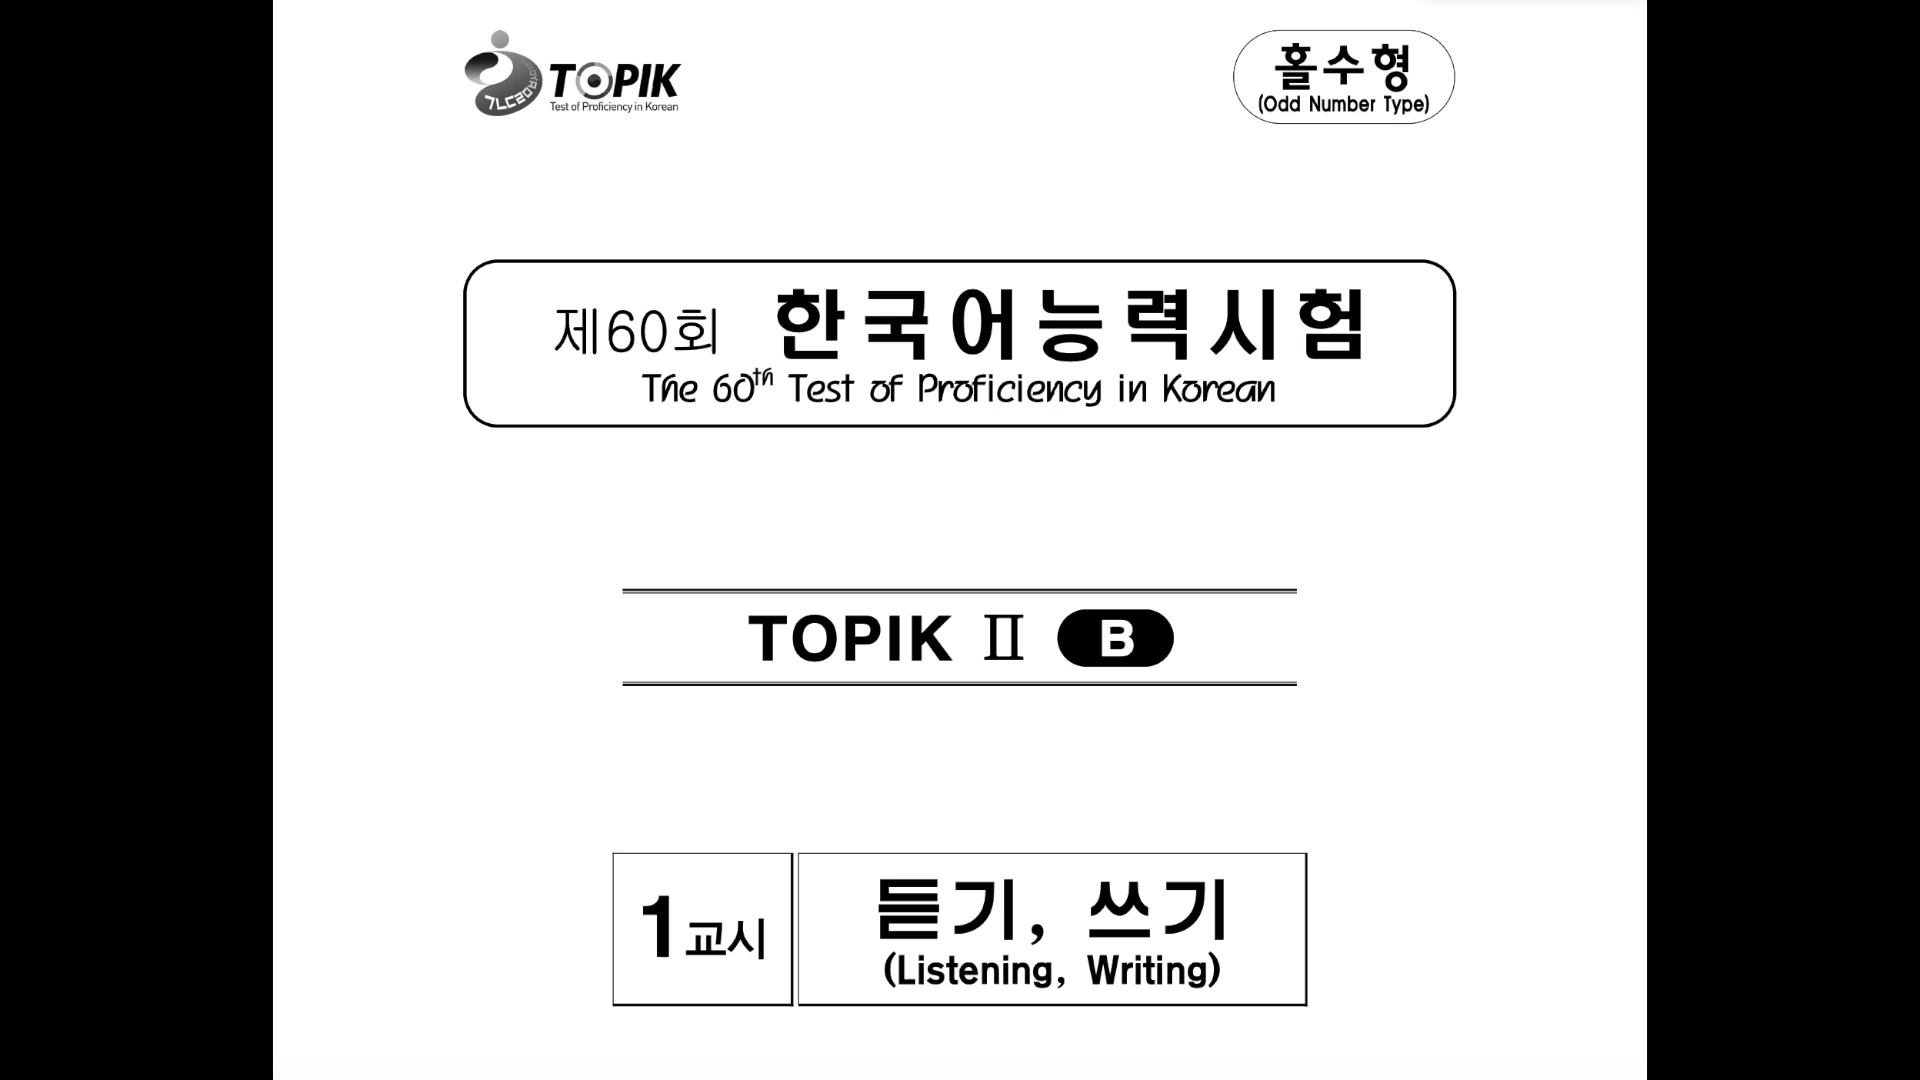 TOPIK
Test of Proficiency in Korean
홀수형
(Odd Number Type)
제60회 한국어능력시험
The 60th Test of Proficiency in Korean
TOPIK Ⅱ B
1교시
듣기, 쓰기
(Listening, Writing)